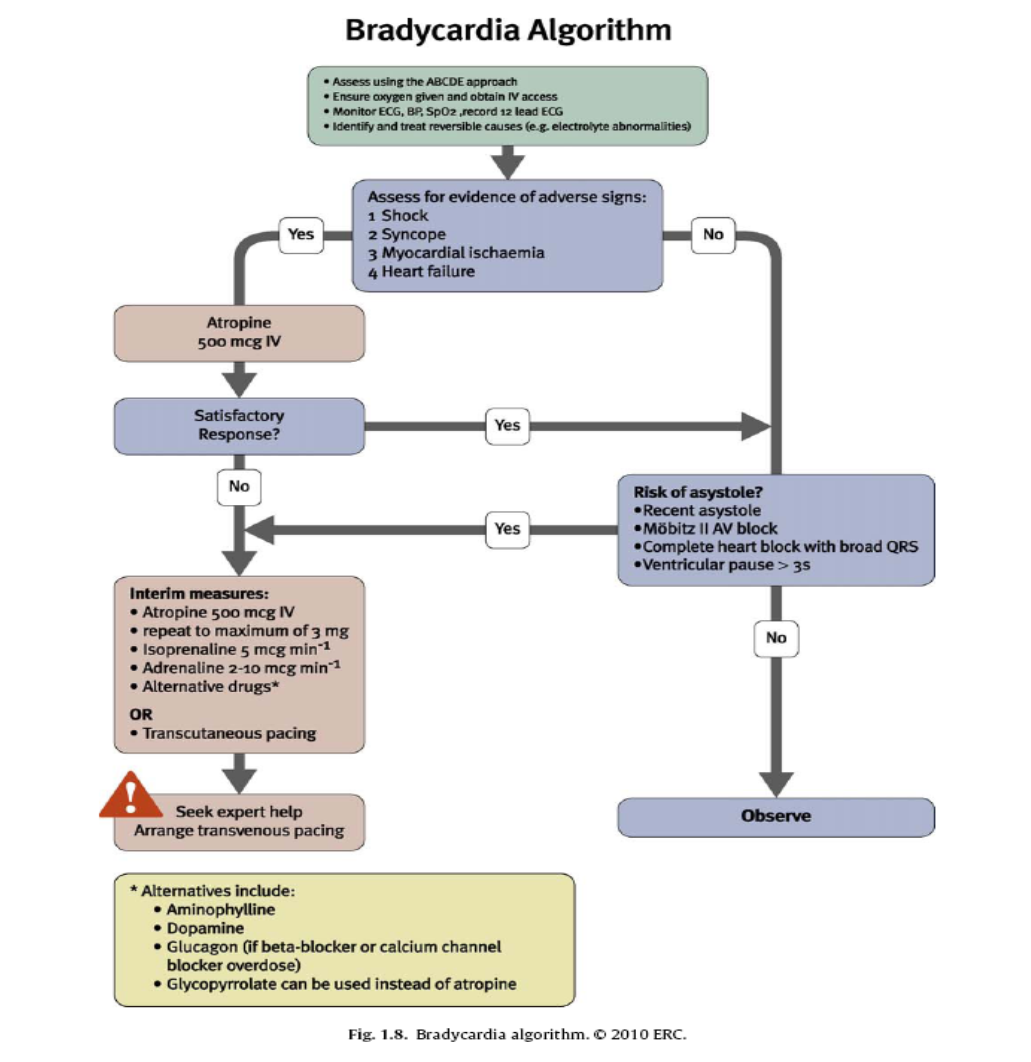 Bradycardia Algorithm
• Assess using the ABCDE approach
• Ensure oxygen given and obtain IV access
• Monitor ECG, BP, SpO2 ,record 12 lead ECG
• Identify and treat reversible causes (e.g. electrolyte abnormalities)
Assess for evidence of adverse signs:
1 Shock
2 Syncope
3 Myocardial ischaemia
4 Heart failure
Yes
No
Atropine
500 mcg IV
Satisfactory
Response?
Yes
No
Risk of asystole?
•Recent asystole
•Möbitz II AV block
•Complete heart block with broad QRS
•Ventricular pause > 3s
Yes
No
Interim measures:
• Atropine 500 mcg IV
• repeat to maximum of 3 mg
• Isoprenaline 5 mcg min⁻¹
• Adrenaline 2-10 mcg min⁻¹
• Alternative drugs*
OR
• Transcutaneous pacing
!
Seek expert help
Arrange transvenous pacing
Observe
* Alternatives include:
• Aminophylline
• Dopamine
• Glucagon (if beta-blocker or calcium channel
blocker overdose)
• Glycopyrrolate can be used instead of atropine
Fig. 1.8. Bradycardia algorithm. © 2010 ERC.